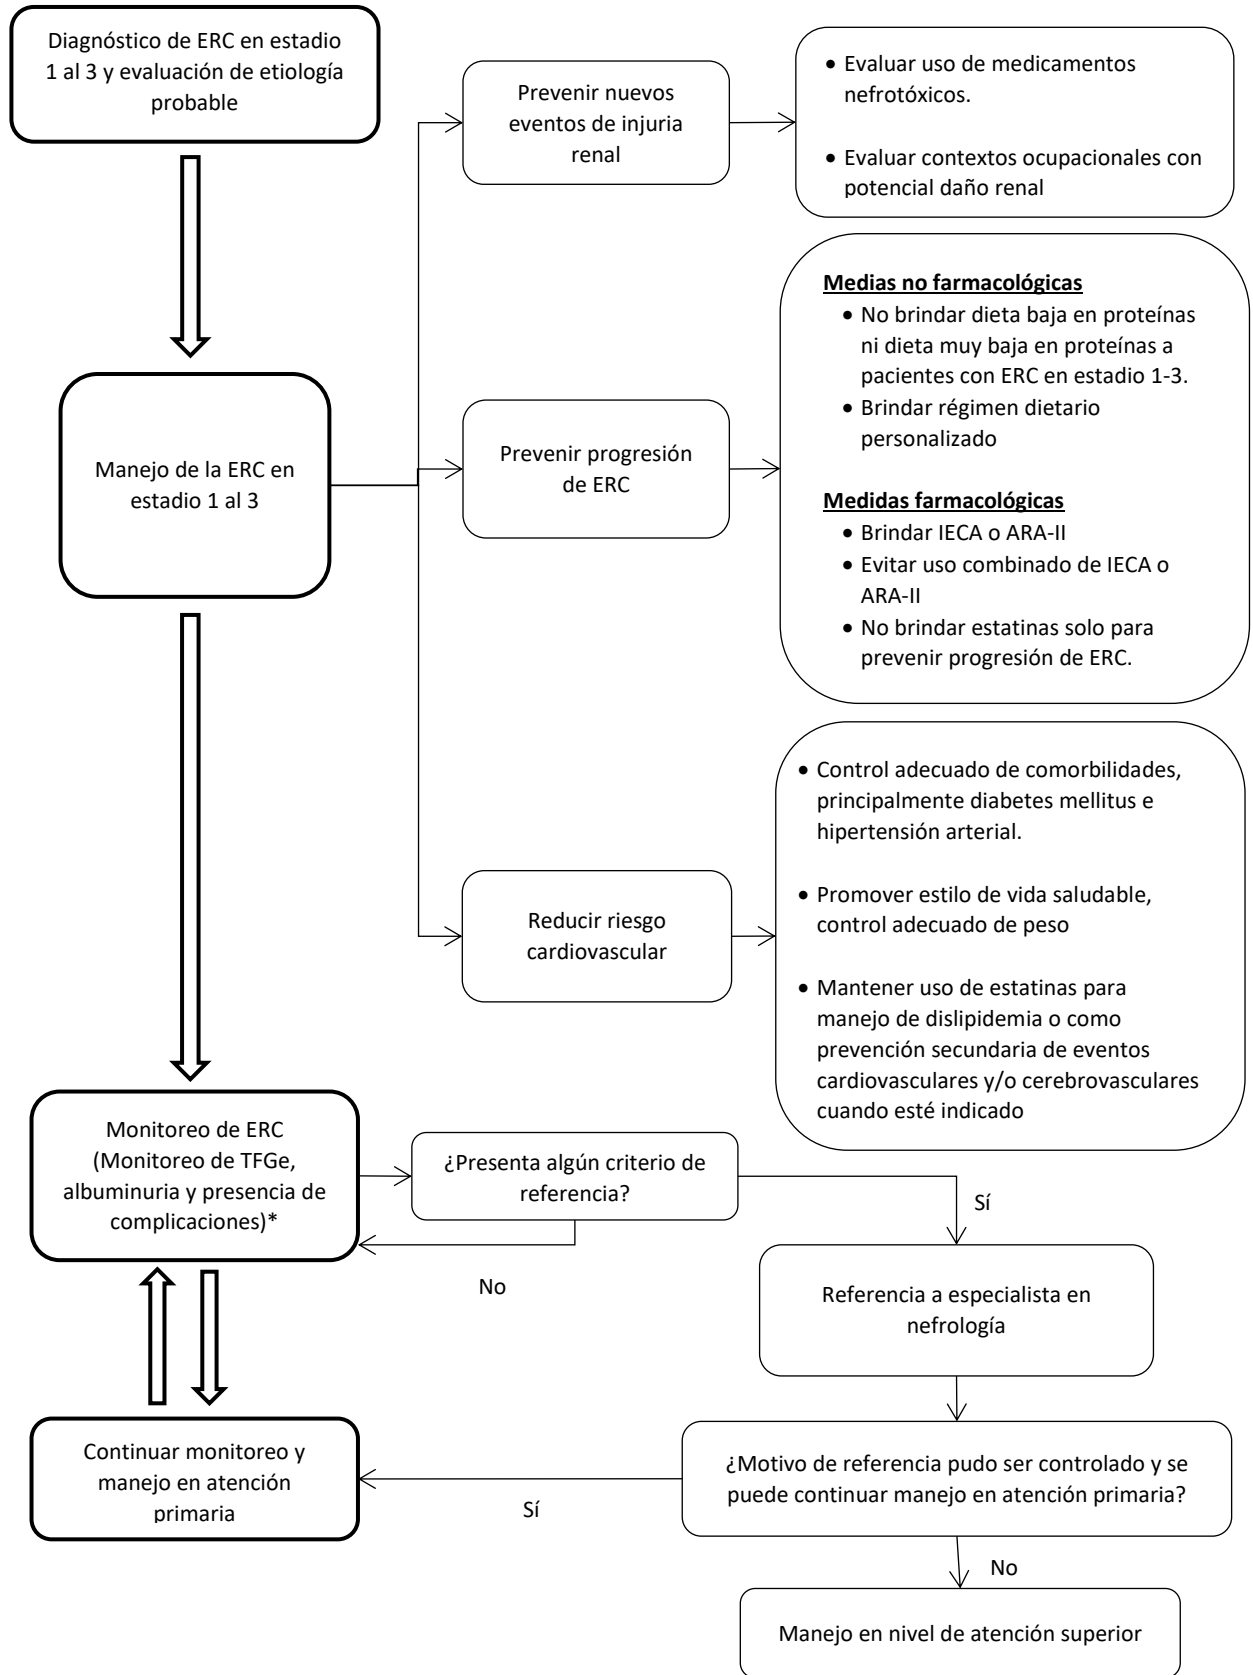 Diagnóstico de ERC en estadio
1 al 3 y evaluación de etiología
probable
Prevenir nuevos
eventos de injuria
renal
• Evaluar uso de medicamentos
nefrotóxicos.
• Evaluar contextos ocupacionales con
potencial daño renal
Manejo de la ERC en
estadio 1 al 3
Prevenir progresión
de ERC
Medias no farmacológicas
• No brindar dieta baja en proteínas
ni dieta muy baja en proteínas a
pacientes con ERC en estadio 1-3.
• Brindar régimen dietario
personalizado
Medidas farmacológicas
• Brindar IECA o ARA-II
• Evitar uso combinado de IECA o
ARA-II
• No brindar estatinas solo para
prevenir progresión de ERC.
Reducir riesgo
cardiovascular
• Control adecuado de comorbilidades,
principalmente diabetes mellitus e
hipertensión arterial.
• Promover estilo de vida saludable,
control adecuado de peso
• Mantener uso de estatinas para
manejo de dislipidemia o como
prevención secundaria de eventos
cardiovasculares y/o cerebrovasculares
cuando esté indicado
Monitoreo de ERC
(Monitoreo de TFGe,
albuminuria y presencia de
complicaciones)*
¿Presenta algún criterio de
referencia?
Sí
No
Referencia a especialista en
nefrología
Continuar monitoreo y
manejo en atención
primaria
¿Motivo de referencia pudo ser controlado y se
puede continuar manejo en atención primaria?
Sí
No
Manejo en nivel de atención superior